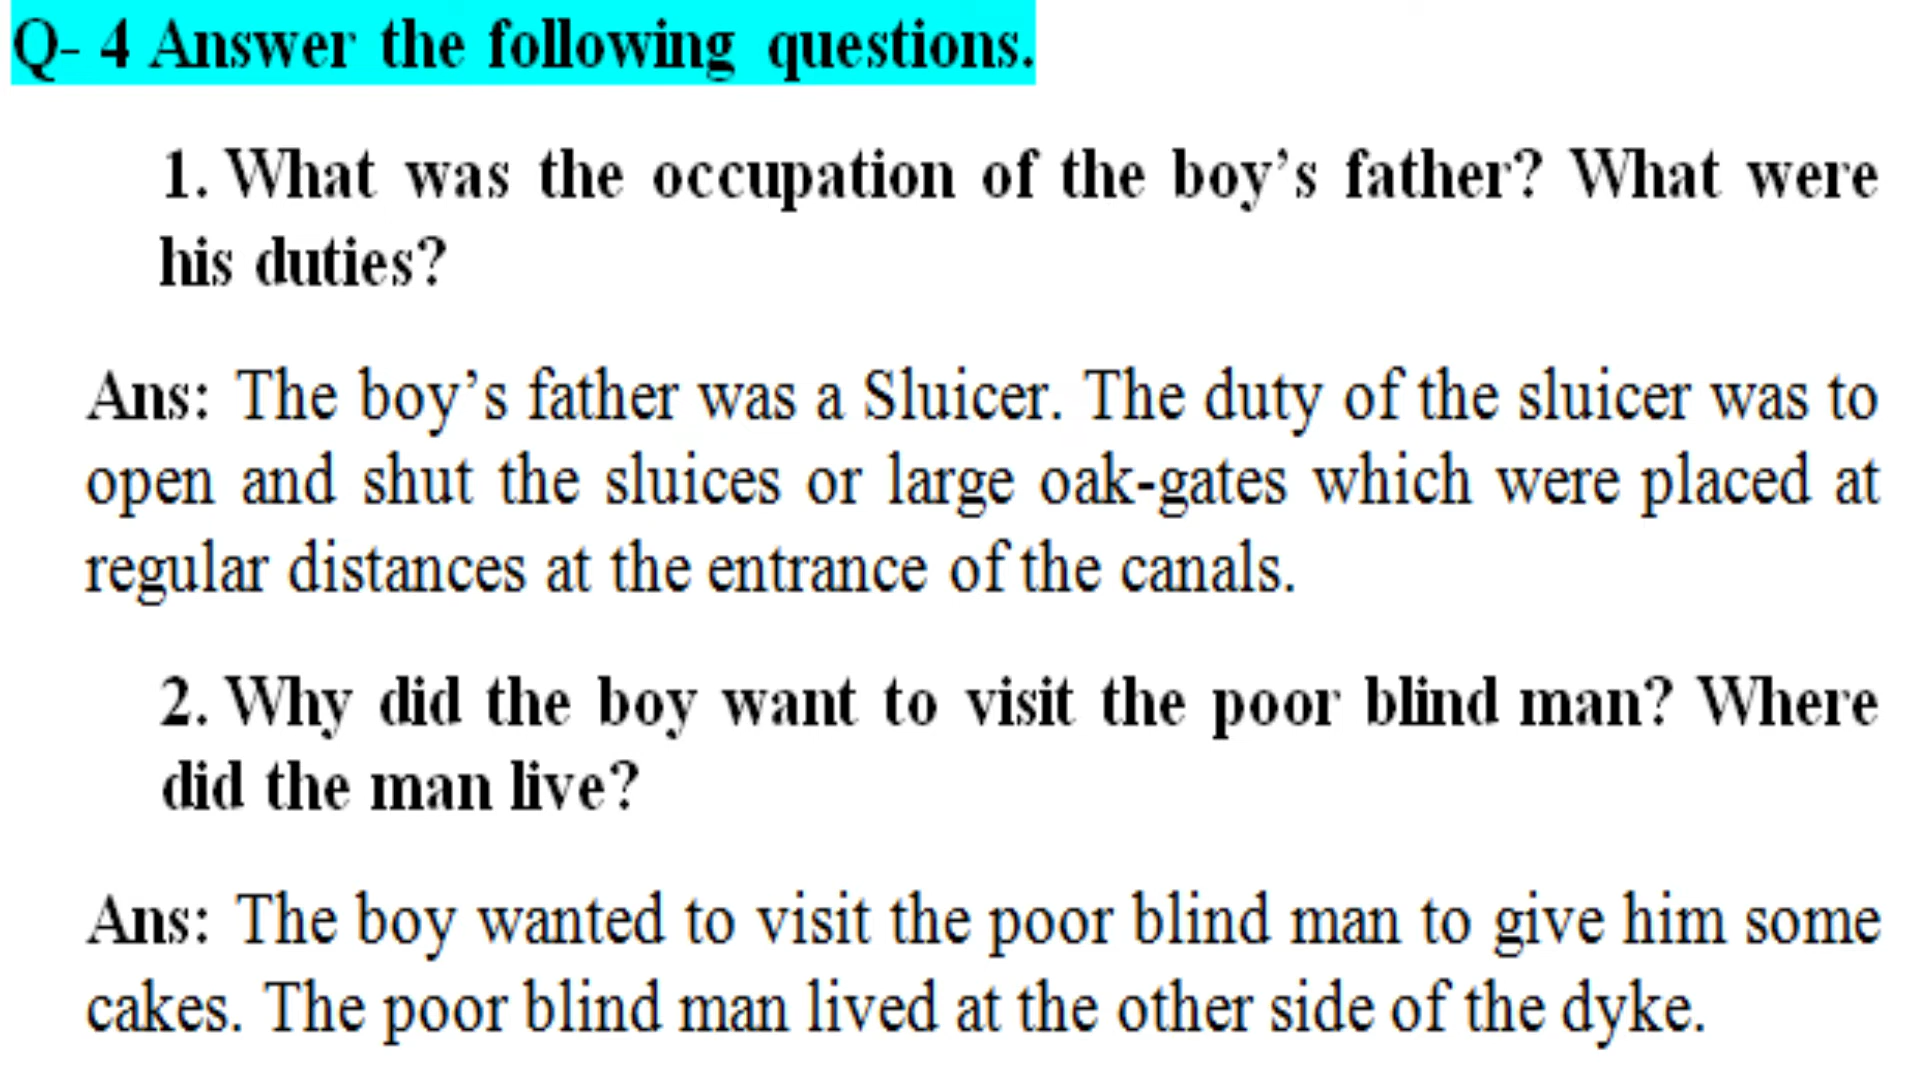 Q- 4 Answer the following questions.
1. What was the occupation of the boy’s father? What were
his duties?
Ans: The boy’s father was a Sluicer. The duty of the sluicer was to
open and shut the sluices or large oak-gates which were placed at
regular distances at the entrance of the canals.
2. Why did the boy want to visit the poor blind man? Where
did the man live?
Ans: The boy wanted to visit the poor blind man to give him some
cakes. The poor blind man lived at the other side of the dyke.